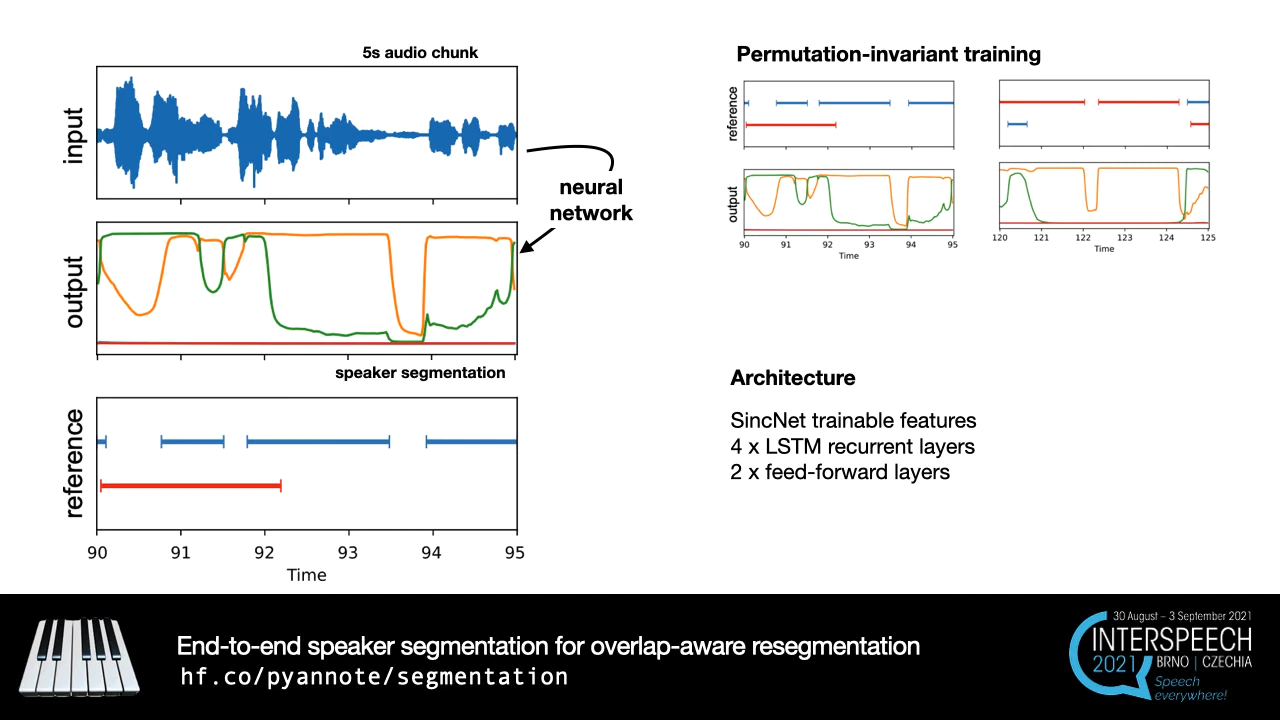 5s audio chunk
input
neural
network
output
speaker segmentation
reference
90 91 92 93 94 95
Time
Permutation-invariant training
reference
output
90 91 92 93 94 95
Time
120 121 122 123 124 125
Time
Architecture
SincNet trainable features
4 x LSTM recurrent layers
2 x feed-forward layers
End-to-end speaker segmentation for overlap-aware resegmentation
hf.co/pyannote/segmentation
30 August – 3 September 2021
INTERSPEECH
2021 BRNO | CZECHIA
Speech
everywhere!